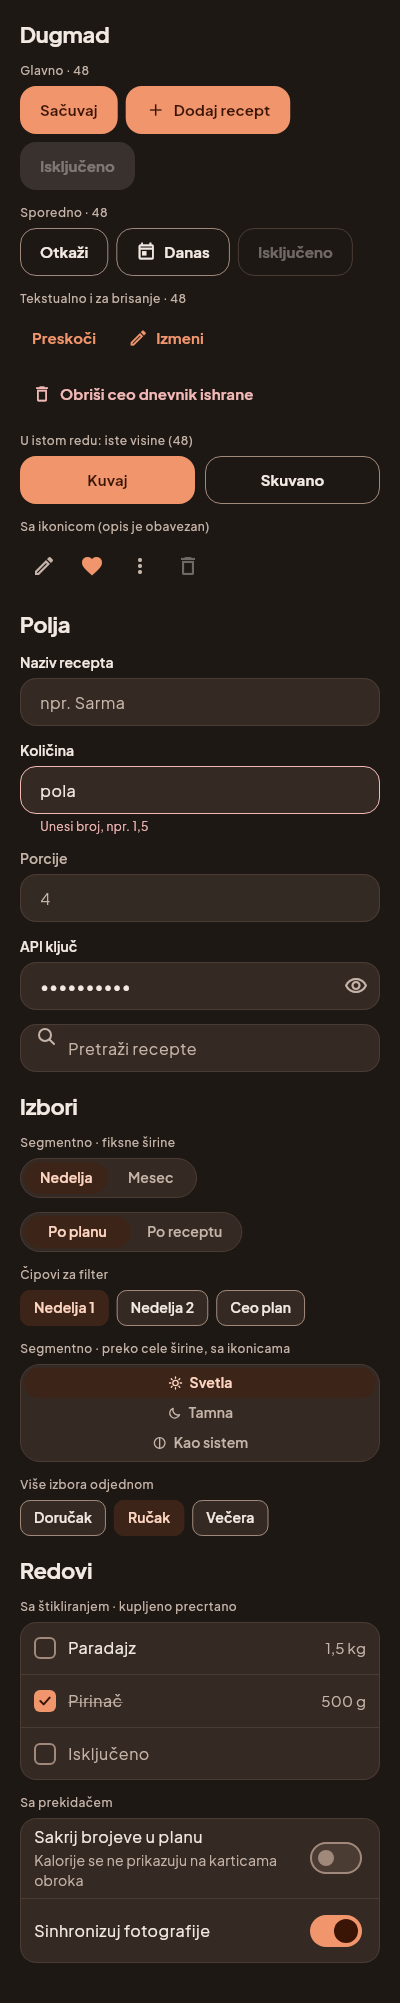 Dugmad
Glavno · 48
Sačuvaj
Dodaj recept
Isključeno
Sporedno · 48
Otkaži
Danas
Isključeno
Tekstualno i za brisanje · 48
Preskoči
Izmeni
Obriši ceo dnevnik ishrane
U istom redu: iste visine (48)
Kuvaj
Skuvano
Sa ikonicom (opis je obavezan)
Polja
Naziv recepta
npr. Sarma
Količina
pola
Unesi broj, npr. 1,5
Porcije
4
API ključ
••••••••••
Pretraži recepte
Izbori
Segmentno · fiksne širine
Nedelja
Mesec
Po planu
Po receptu
Čipovi za filter
Nedelja 1
Nedelja 2
Ceo plan
Segmentno · preko cele širine, sa ikonicama
Svetla
Tamna
Kao sistem
Više izbora odjednom
Doručak
Ručak
Večera
Redovi
Sa štikliranjem · kupljeno precrtano
Paradajz
1,5 kg
Pirinač
500 g
Isključeno
Sa prekidačem
Sakrij brojeve u planu
Kalorije se ne prikazuju na karticama
obroka
Sinhronizuj fotografije